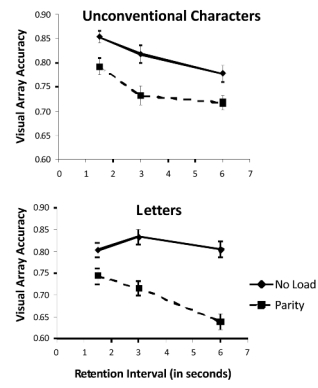 Unconventional Characters
Visual Array Accuracy
0.90
0.85
0.80
0.75
0.70
0.65
0.60
0 1 2 3 4 5 6 7
Letters
Visual Array Accuracy
0.90
0.85
0.80
0.75
0.70
0.65
0.60
0 1 2 3 4 5 6 7
No Load
Parity
Retention Interval (in seconds)